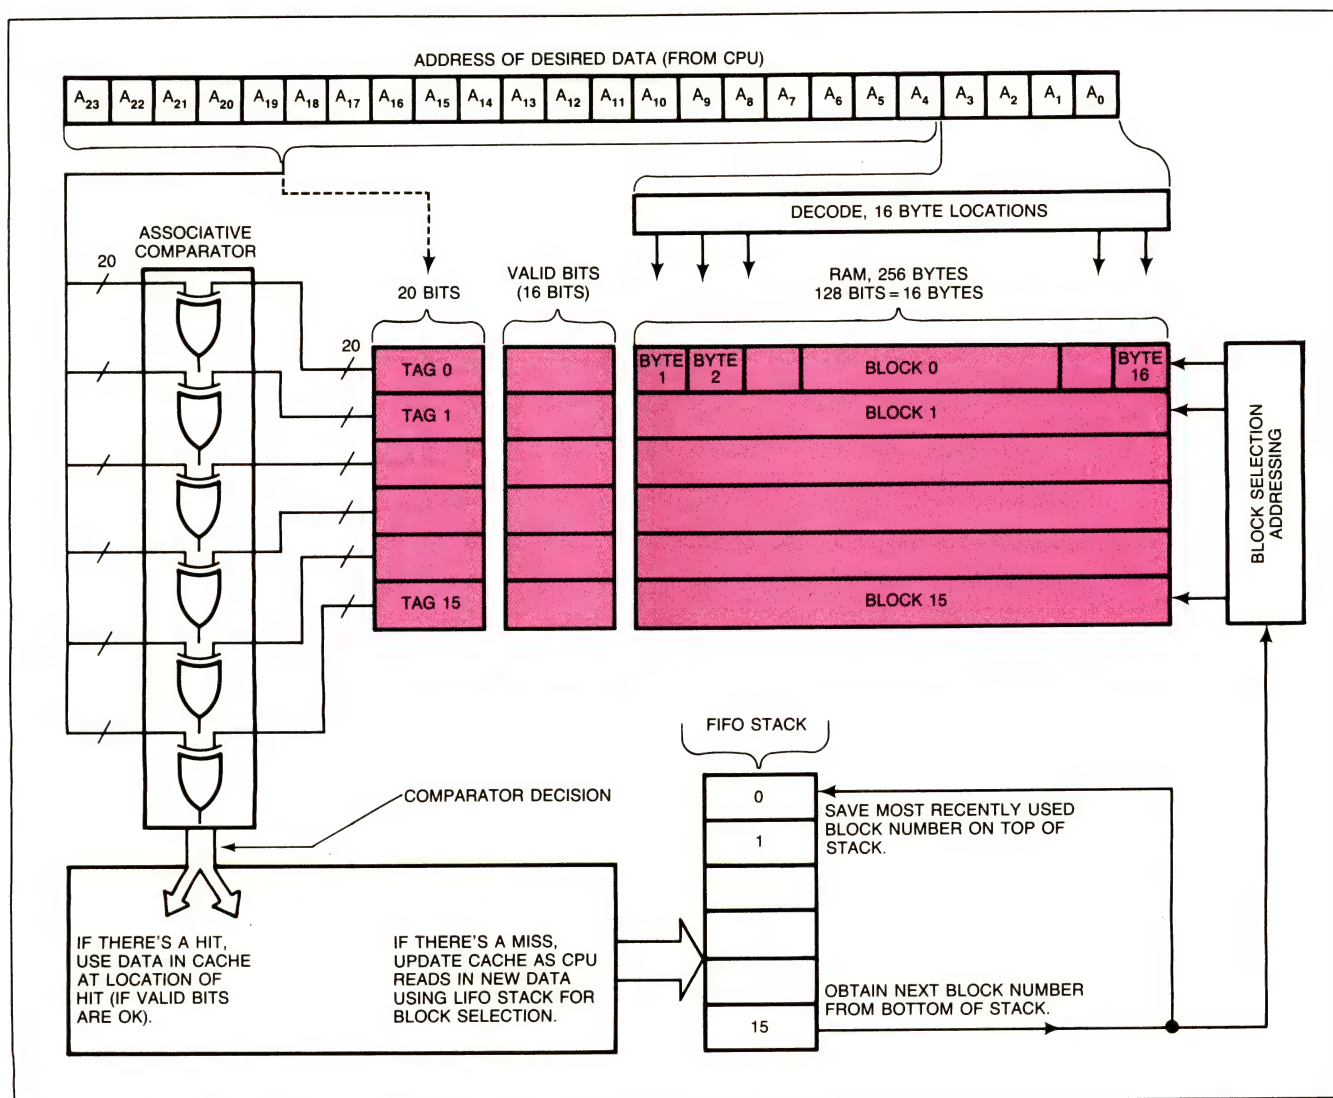 ADDRESS OF DESIRED DATA (FROM CPU)
A23 A22 A21 A20 A19 A18 A17 A16 A15 A14 A13 A12 A11 A10 A9 A8 A7 A6 A5 A4 A3 A2 A1 A0
DECODE, 16 BYTE LOCATIONS
ASSOCIATIVE
COMPARATOR
20
20 BITS
VALID BITS
(16 BITS)
RAM, 256 BYTES
128 BITS = 16 BYTES
20
TAG 0
TAG 1
TAG 15
BYTE
1
BYTE
2
BLOCK 0
BYTE
16
BLOCK 1
BLOCK 15
BLOCK SELECTION
ADDRESSING
COMPARATOR DECISION
IF THERE'S A HIT,
USE DATA IN CACHE
AT LOCATION OF
HIT (IF VALID BITS
ARE OK).
IF THERE'S A MISS,
UPDATE CACHE AS CPU
READS IN NEW DATA
USING LIFO STACK FOR
BLOCK SELECTION.
FIFO STACK
0
1
15
SAVE MOST RECENTLY USED
BLOCK NUMBER ON TOP OF
STACK.
OBTAIN NEXT BLOCK NUMBER
FROM BOTTOM OF STACK.